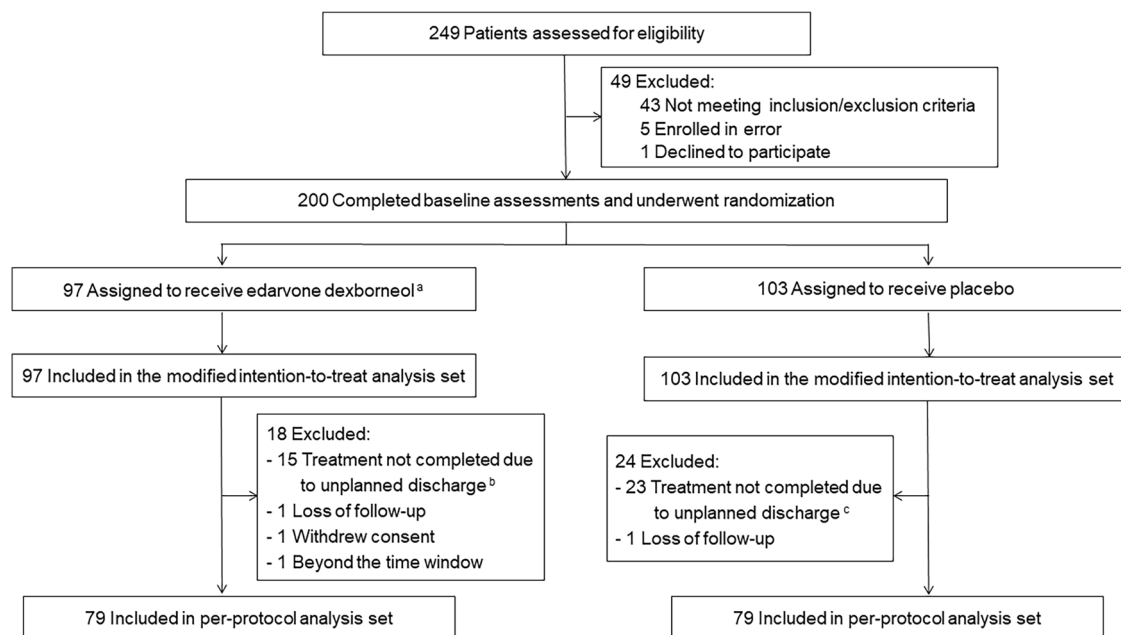 249 Patients assessed for eligibility
49 Excluded:
43 Not meeting inclusion/exclusion criteria
5 Enrolled in error
1 Declined to participate
200 Completed baseline assessments and underwent randomization
97 Assigned to receive edarvone dexborneol a
103 Assigned to receive placebo
97 Included in the modified intention-to-treat analysis set
103 Included in the modified intention-to-treat analysis set
18 Excluded:
- 15 Treatment not completed due
to unplanned discharge b
- 1 Loss of follow-up
- 1 Withdrew consent
- 1 Beyond the time window
24 Excluded:
- 23 Treatment not completed due
to unplanned discharge c
- 1 Loss of follow-up
79 Included in per-protocol analysis set
79 Included in per-protocol analysis set